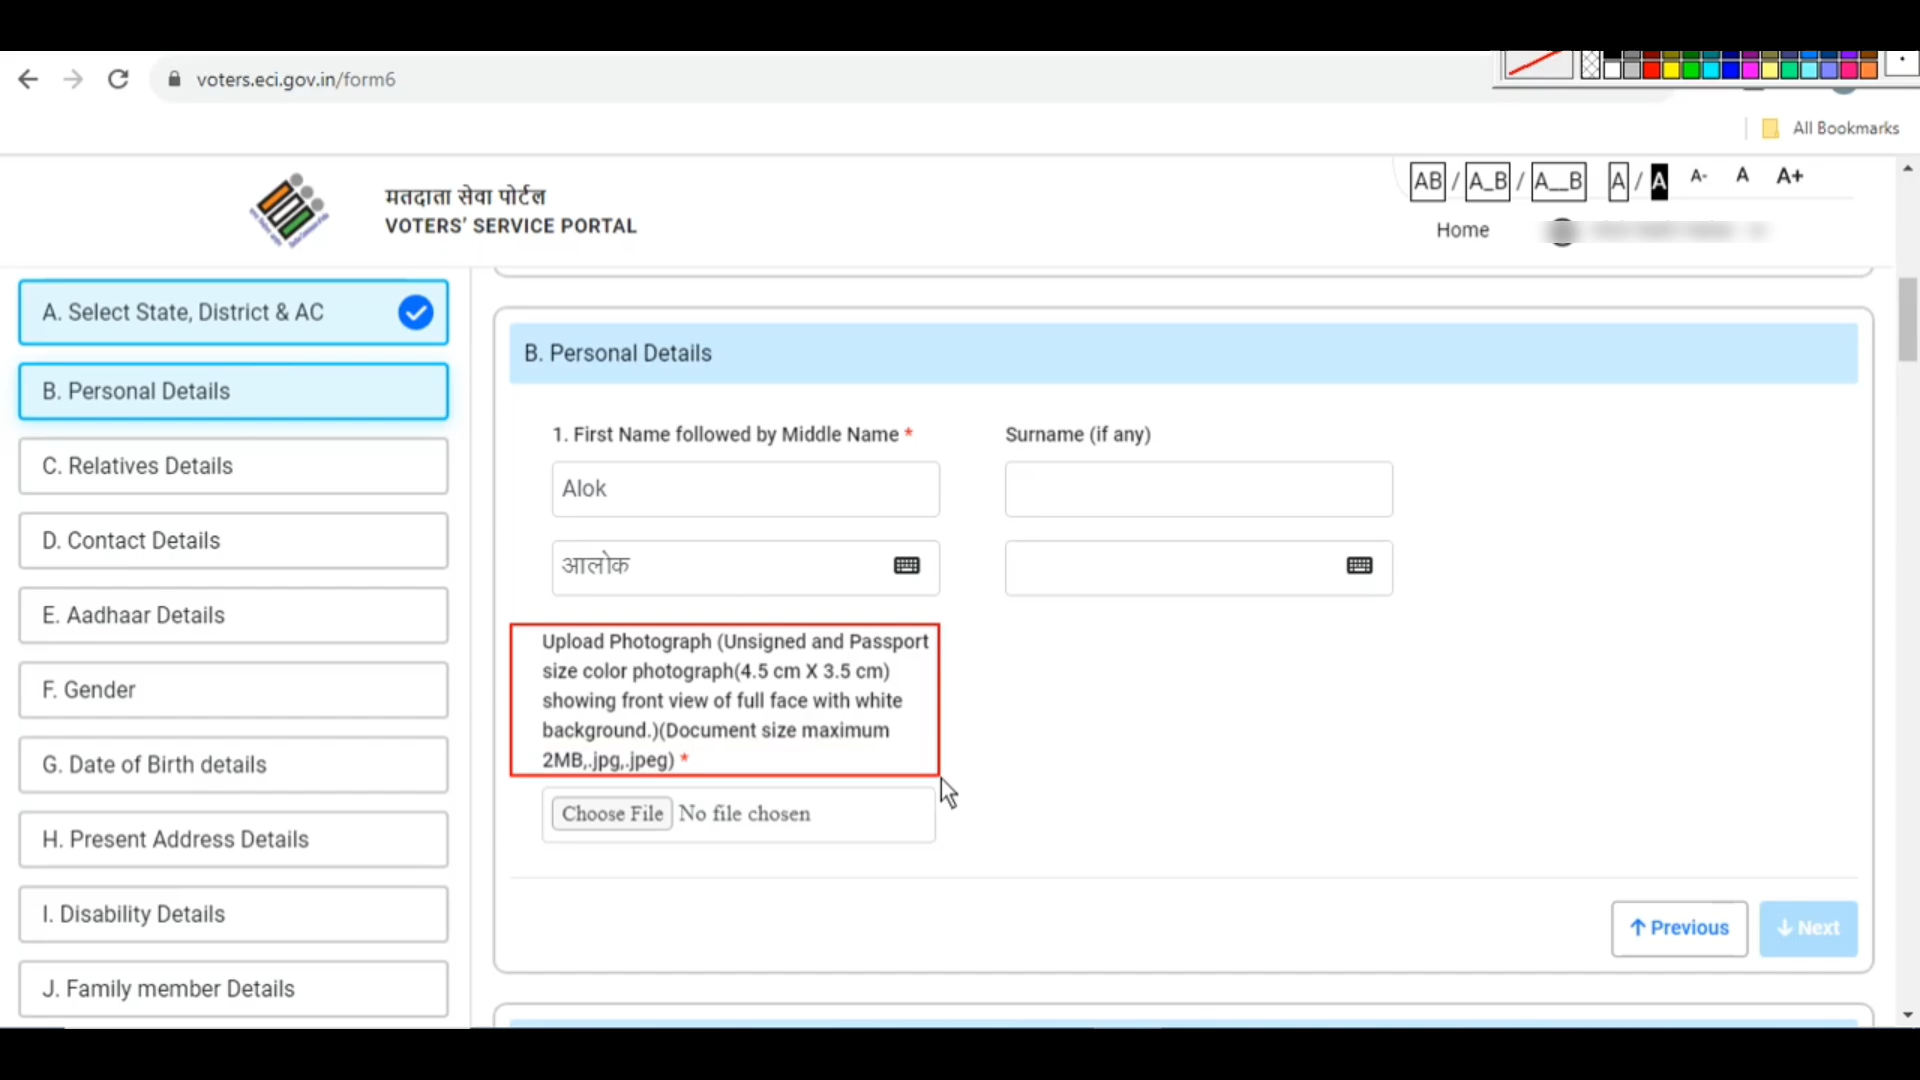 voters.eci.gov.in/form6
All Bookmarks
मतदाता सेवा पोर्टल
VOTERS' SERVICE PORTAL
AB / A_B / A__B A / A A- A A+
Home
A. Select State, District & AC
B. Personal Details
C. Relatives Details
D. Contact Details
E. Aadhaar Details
F. Gender
G. Date of Birth details
H. Present Address Details
I. Disability Details
J. Family member Details
B. Personal Details
1. First Name followed by Middle Name *
Surname (if any)
Alok
आलोक
Upload Photograph (Unsigned and Passport
size color photograph(4.5 cm X 3.5 cm)
showing front view of full face with white
background.)(Document size maximum
2MB,.jpg,.jpeg) *
Choose File No file chosen
Previous
Next